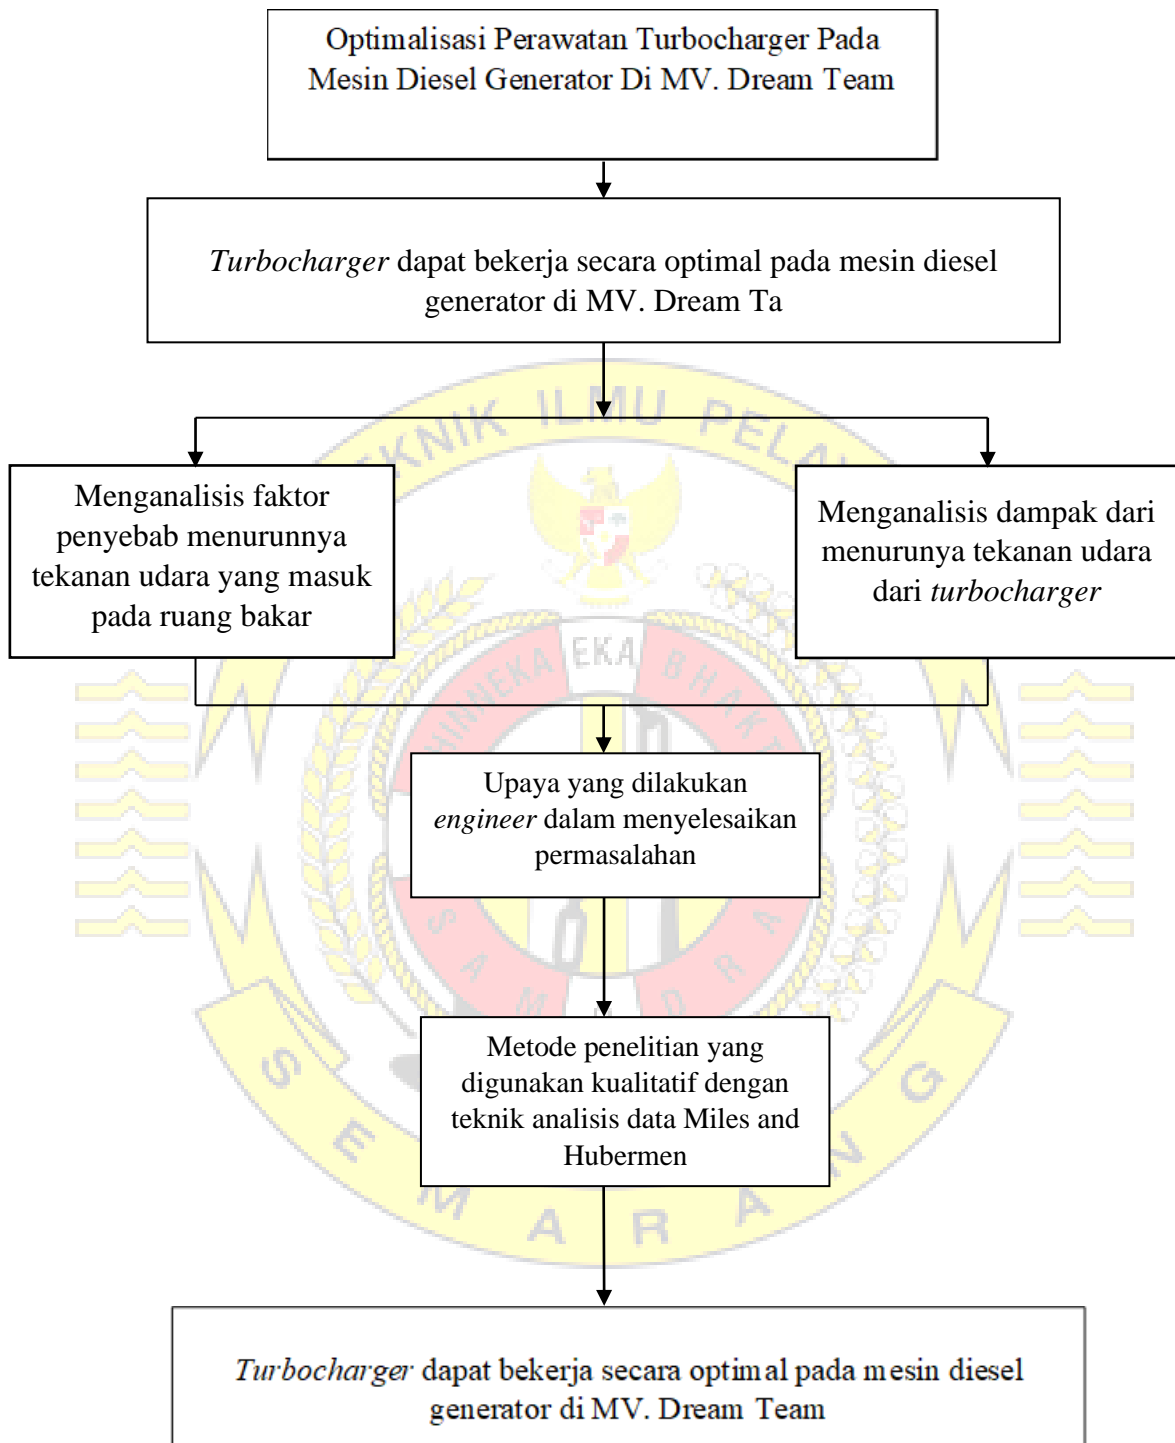 Optimalisasi Perawatan Turbocharger Pada
Mesin Diesel Generator Di MV. Dream Team
Turbocharger dapat bekerja secara optimal pada mesin diesel
generator di MV. Dream Ta
Menganalisis faktor
penyebab menurunnya
tekanan udara yang masuk
pada ruang bakar
Menganalisis dampak dari
menurunya tekanan udara
dari turbocharger
Upaya yang dilakukan
engineer dalam menyelesaikan
permasalahan
Metode penelitian yang
digunakan kualitatif dengan
teknik analisis data Miles and
Hubermen
Turbocharger dapat bekerja secara optimal pada mesin diesel
generator di MV. Dream Team
ILMU
EKA
SEMARANG